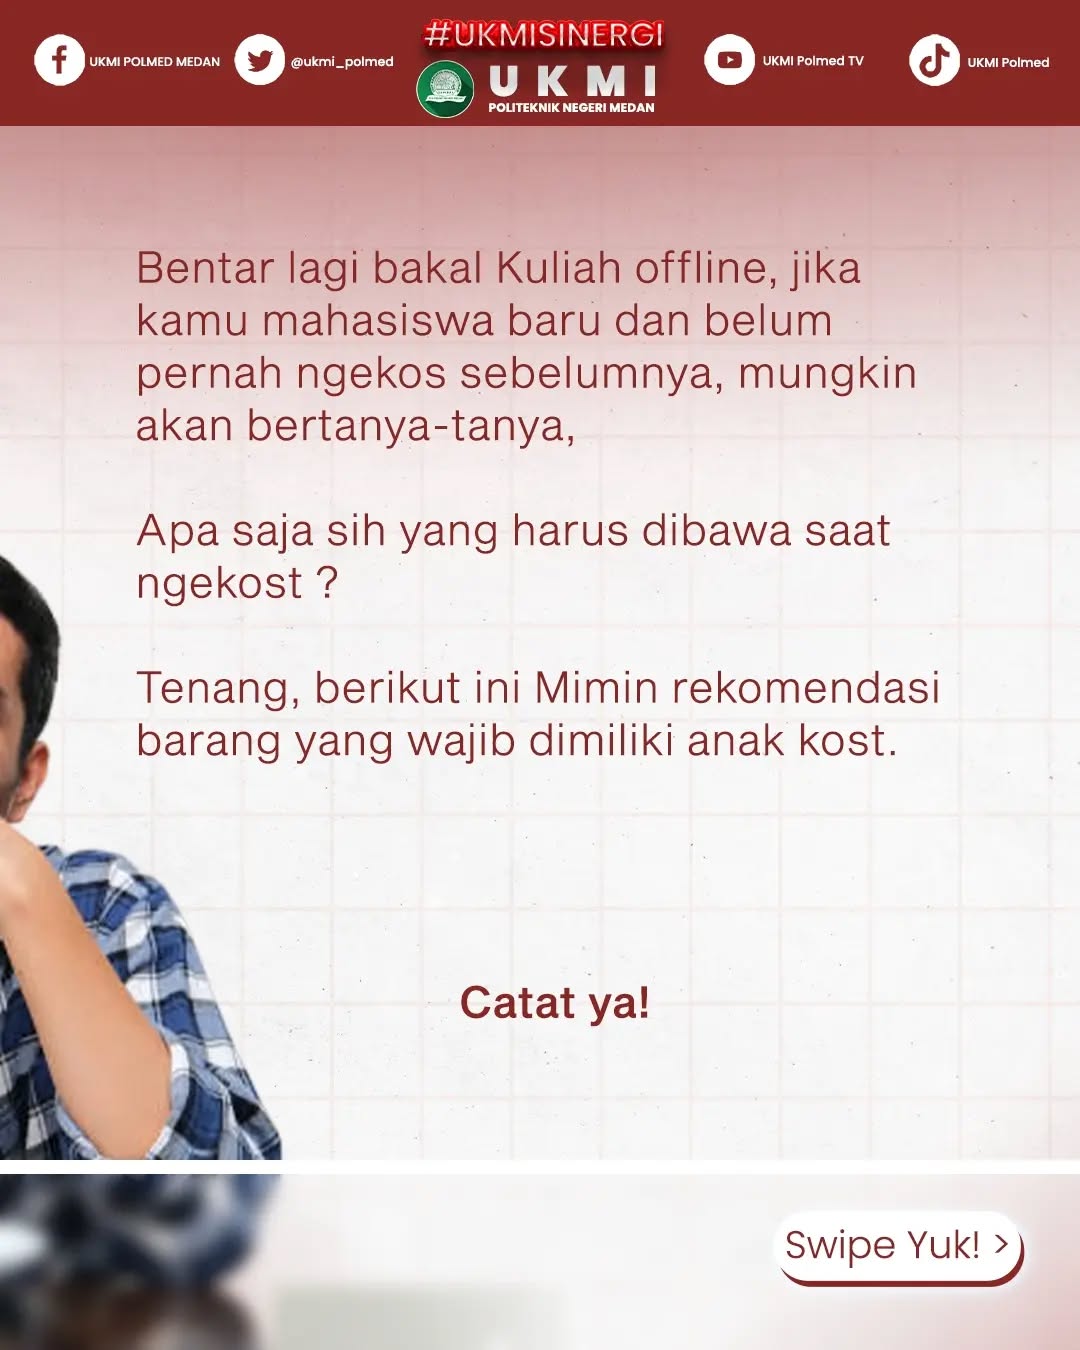 #UKMISINERGI
UKMI POLMED MEDAN
@ukmi_polmed
UKMI
POLITEKNIK NEGERI MEDAN
UKMI Polmed TV
UKMI Polmed
Bentar lagi bakal Kuliah offline, jika
kamu mahasiswa baru dan belum
pernah ngekos sebelumnya, mungkin
akan bertanya-tanya,
Apa saja sih yang harus dibawa saat
ngekost ?
Tenang, berikut ini Mimin rekomendasi
barang yang wajib dimiliki anak kost.
Catat ya!
Swipe Yuk! >